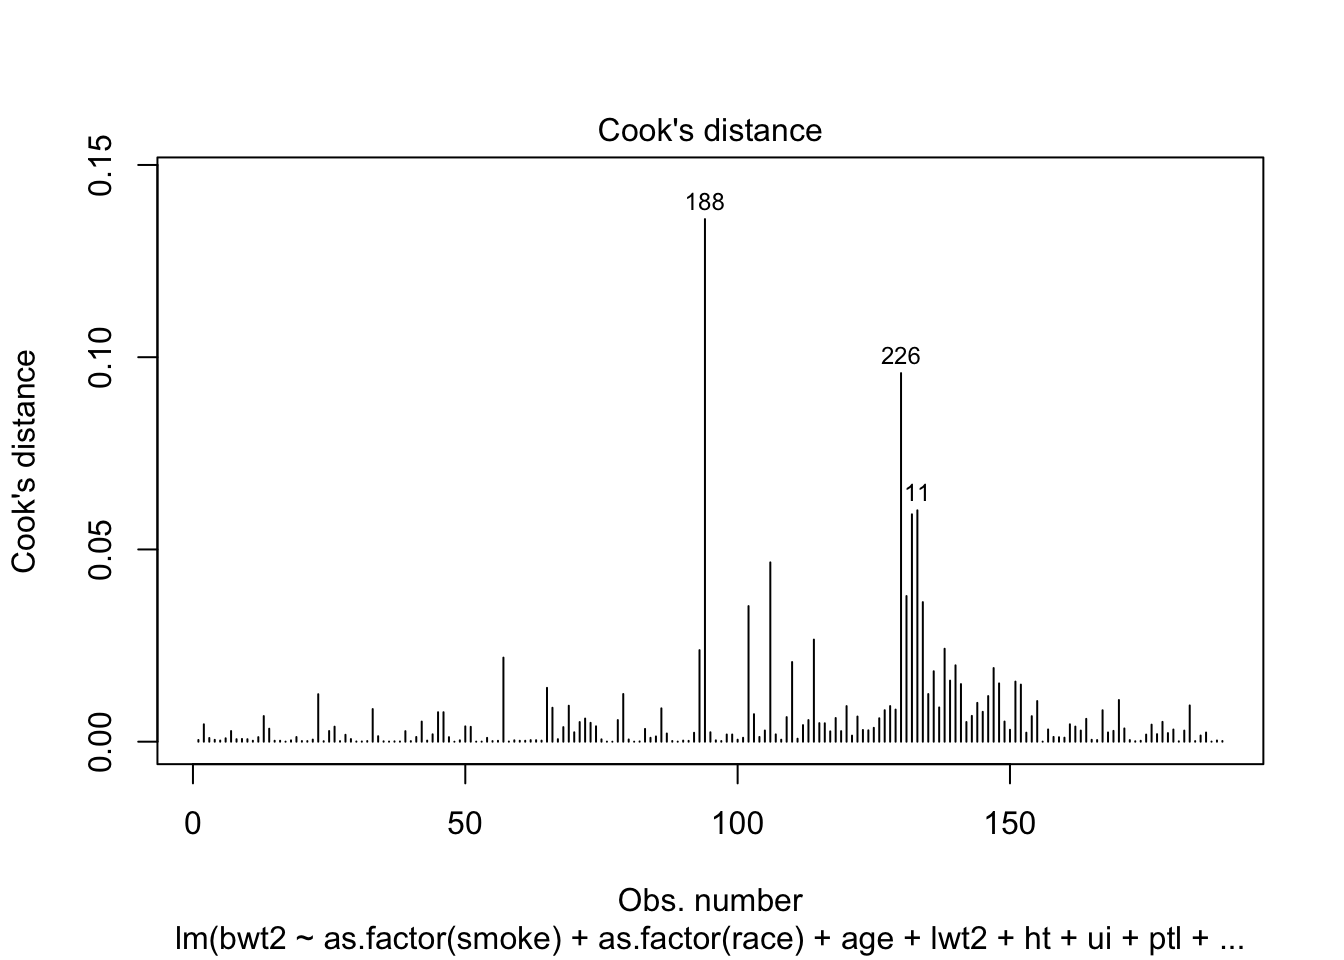 Cook's distance
0.15
188
0.10
226
11
Cook's distance
0.05
0.00
0 50 100 150
Obs. number
lm(bwt2 ~ as.factor(smoke) + as.factor(race) + age + lwt2 + ht + ui + ptl + ...